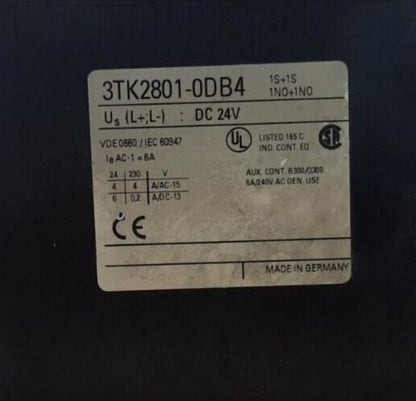 3TK2801-0DB4 1S+1S
1NO+1NO
Us (L+;L-) : DC 24V
VDE 0660 / IEC 60947
Ie AC-1 = 6A
UL LISTED 165 C
IND. CONT. EQ.
24 230 V
4 4 A/AC-15
6 0,2 A/DC-13
AUX. CONT. B300/Q300
6A/240V AC GEN. USE
CE
MADE IN GERMANY